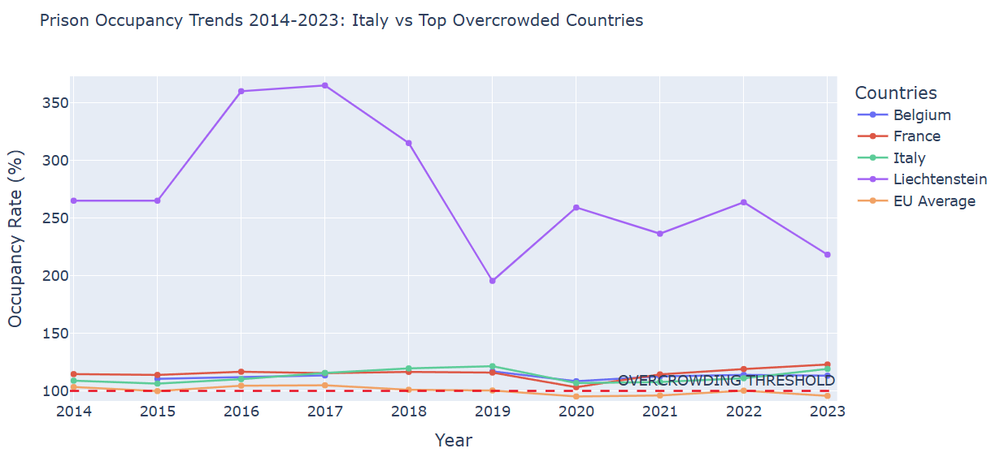 Prison Occupancy Trends 2014-2023: Italy vs Top Overcrowded Countries
Countries
Belgium
France
Italy
Liechtenstein
EU Average
Occupancy Rate (%)
350
300
250
200
150
100
OVERCROWDING THRESHOLD
2014 2015 2016 2017 2018 2019 2020 2021 2022 2023
Year